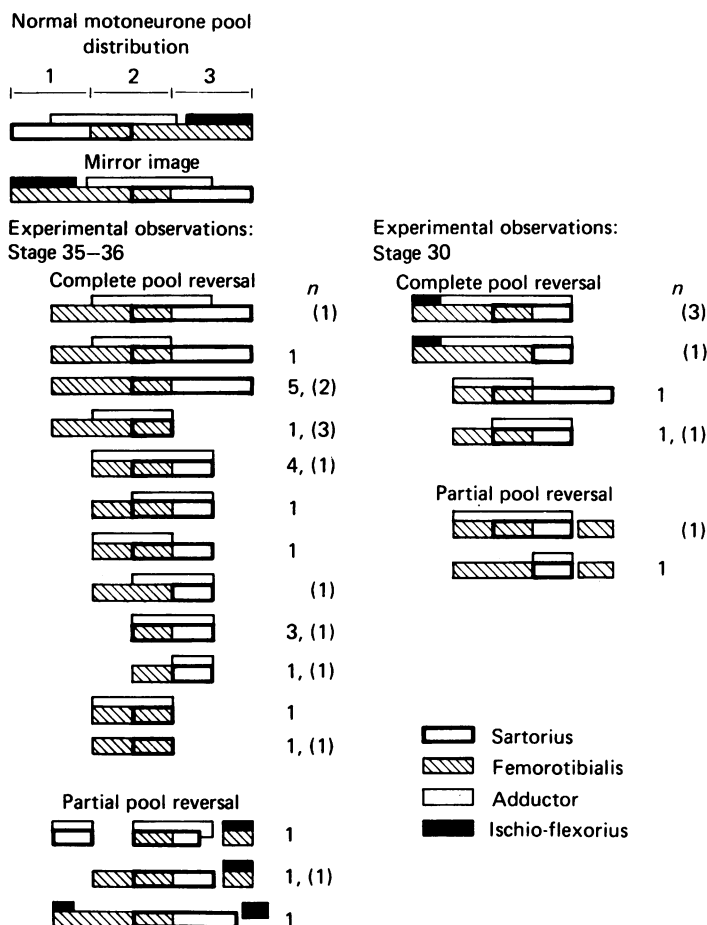 Normal motoneurone pool
distribution
1 2 3
Mirror image
Experimental observations:
Stage 35–36
Complete pool reversal n
(1)
1
5, (2)
1, (3)
4, (1)
1
1
(1)
3, (1)
1, (1)
1
1, (1)
Partial pool reversal
1
1, (1)
1
Experimental observations:
Stage 30
Complete pool reversal n
(3)
(1)
1
1, (1)
Partial pool reversal
(1)
1
Sartorius
Femorotibialis
Adductor
Ischio-flexorius